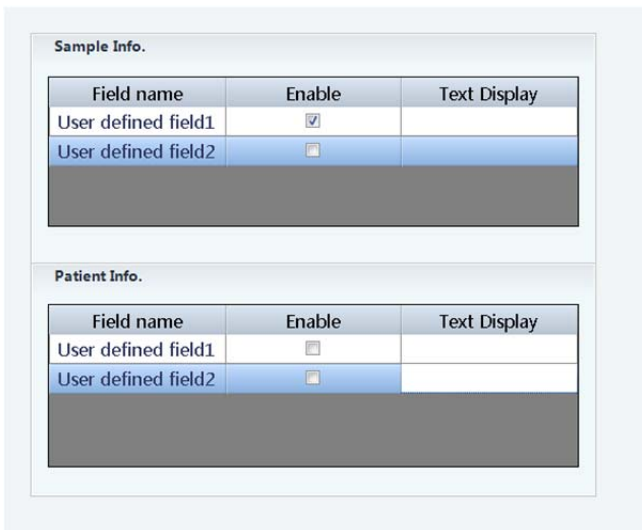 Sample Info.
Field name Enable Text Display
User defined field1
User defined field2
Patient Info.
Field name Enable Text Display
User defined field1
User defined field2